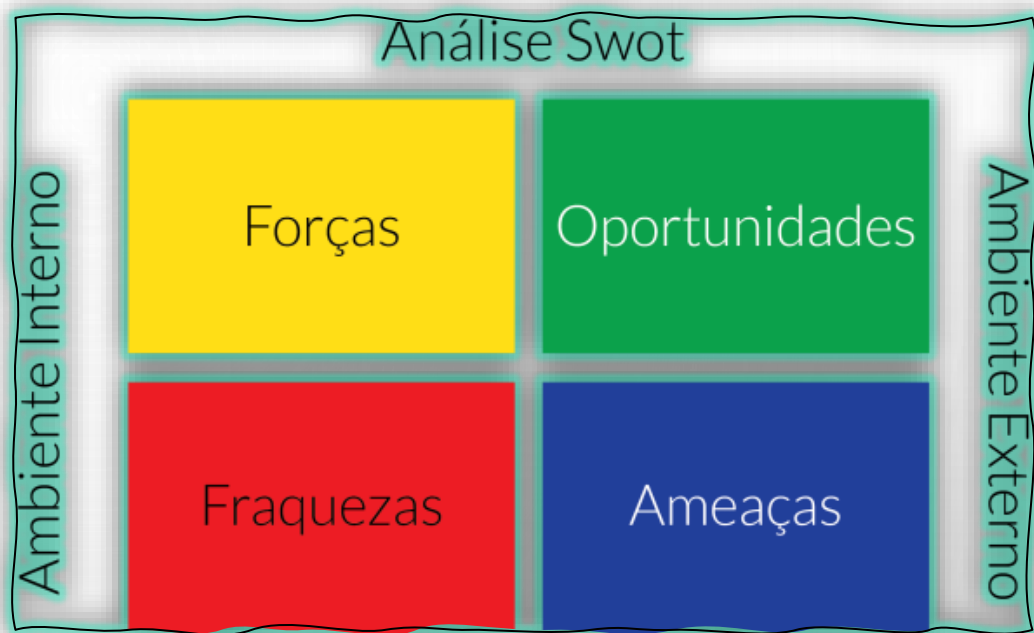 Análise Swot
Ambiente Interno
Forças
Oportunidades
Ambiente Externo
Fraquezas
Ameaças